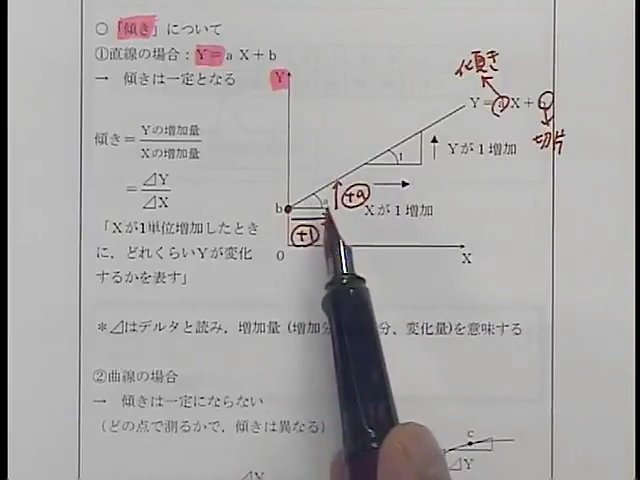 ○「傾き」について
①直線の場合：Y＝a X＋b
→ 傾きは一定となる
傾き＝Yの増加量
Xの増加量
＝⊿Y
⊿X
「Xが1単位増加したとき
に，どれくらいYが変化
するかを表す」
Y
傾き
Y＝a X＋b
切片
1
Yが1増加
a
+a
b
Xが1増加
+1
0
X
＊⊿はデルタと読み，増加量（増加分、変化量)を意味する
②曲線の場合
→ 傾きは一定にならない
（どの点で測るかで，傾きは異なる）
c
⊿Y
⊿Y